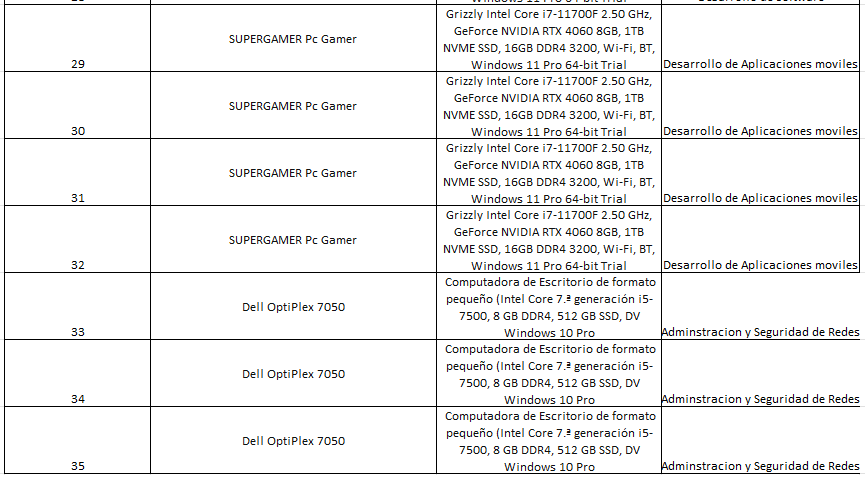 SUPERGAMER Pc Gamer
Grizzly Intel Core i7-11700F 2.50 GHz,
GeForce NVIDIA RTX 4060 8GB, 1TB
NVME SSD, 16GB DDR4 3200, Wi-Fi, BT,
Windows 11 Pro 64-bit Trial
29
Desarrollo de Aplicaciones moviles
SUPERGAMER Pc Gamer
Grizzly Intel Core i7-11700F 2.50 GHz,
GeForce NVIDIA RTX 4060 8GB, 1TB
NVME SSD, 16GB DDR4 3200, Wi-Fi, BT,
Windows 11 Pro 64-bit Trial
30
Desarrollo de Aplicaciones moviles
SUPERGAMER Pc Gamer
Grizzly Intel Core i7-11700F 2.50 GHz,
GeForce NVIDIA RTX 4060 8GB, 1TB
NVME SSD, 16GB DDR4 3200, Wi-Fi, BT,
Windows 11 Pro 64-bit Trial
31
Desarrollo de Aplicaciones moviles
SUPERGAMER Pc Gamer
Grizzly Intel Core i7-11700F 2.50 GHz,
GeForce NVIDIA RTX 4060 8GB, 1TB
NVME SSD, 16GB DDR4 3200, Wi-Fi, BT,
Windows 11 Pro 64-bit Trial
32
Desarrollo de Aplicaciones moviles
Dell OptiPlex 7050
Computadora de Escritorio de formato
pequeño (Intel Core 7.ª generación i5-
7500, 8 GB DDR4, 512 GB SSD, DV
Windows 10 Pro
33
Adminstracion y Seguridad de Redes
Dell OptiPlex 7050
Computadora de Escritorio de formato
pequeño (Intel Core 7.ª generación i5-
7500, 8 GB DDR4, 512 GB SSD, DV
Windows 10 Pro
34
Adminstracion y Seguridad de Redes
Dell OptiPlex 7050
Computadora de Escritorio de formato
pequeño (Intel Core 7.ª generación i5-
7500, 8 GB DDR4, 512 GB SSD, DV
Windows 10 Pro
35
Adminstracion y Seguridad de Redes